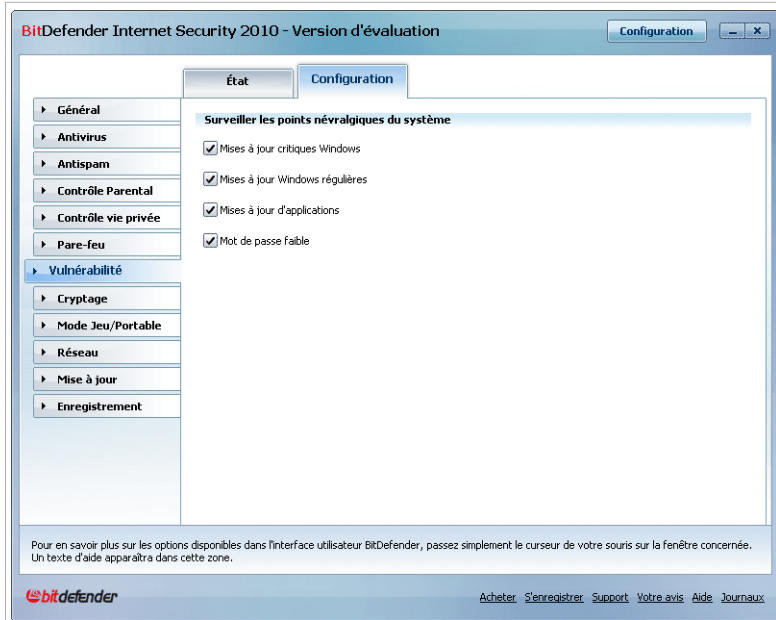 BitDefender Internet Security 2010 - Version d'évaluation
Configuration
État
Configuration
Général
Antivirus
Antispam
Contrôle Parental
Contrôle vie privée
Pare-feu
Vulnérabilité
Cryptage
Mode Jeu/Portable
Réseau
Mise à jour
Enregistrement
Surveiller les points névralgiques du système
Mises à jour critiques Windows
Mises à jour Windows régulières
Mises à jour d'applications
Mot de passe faible
Pour en savoir plus sur les options disponibles dans l'interface utilisateur BitDefender, passez simplement le curseur de votre souris sur la fenêtre concernée.
Un texte d'aide apparaîtra dans cette zone.
bitdefender
Acheter S'enregistrer Support Votre avis Aide Journaux